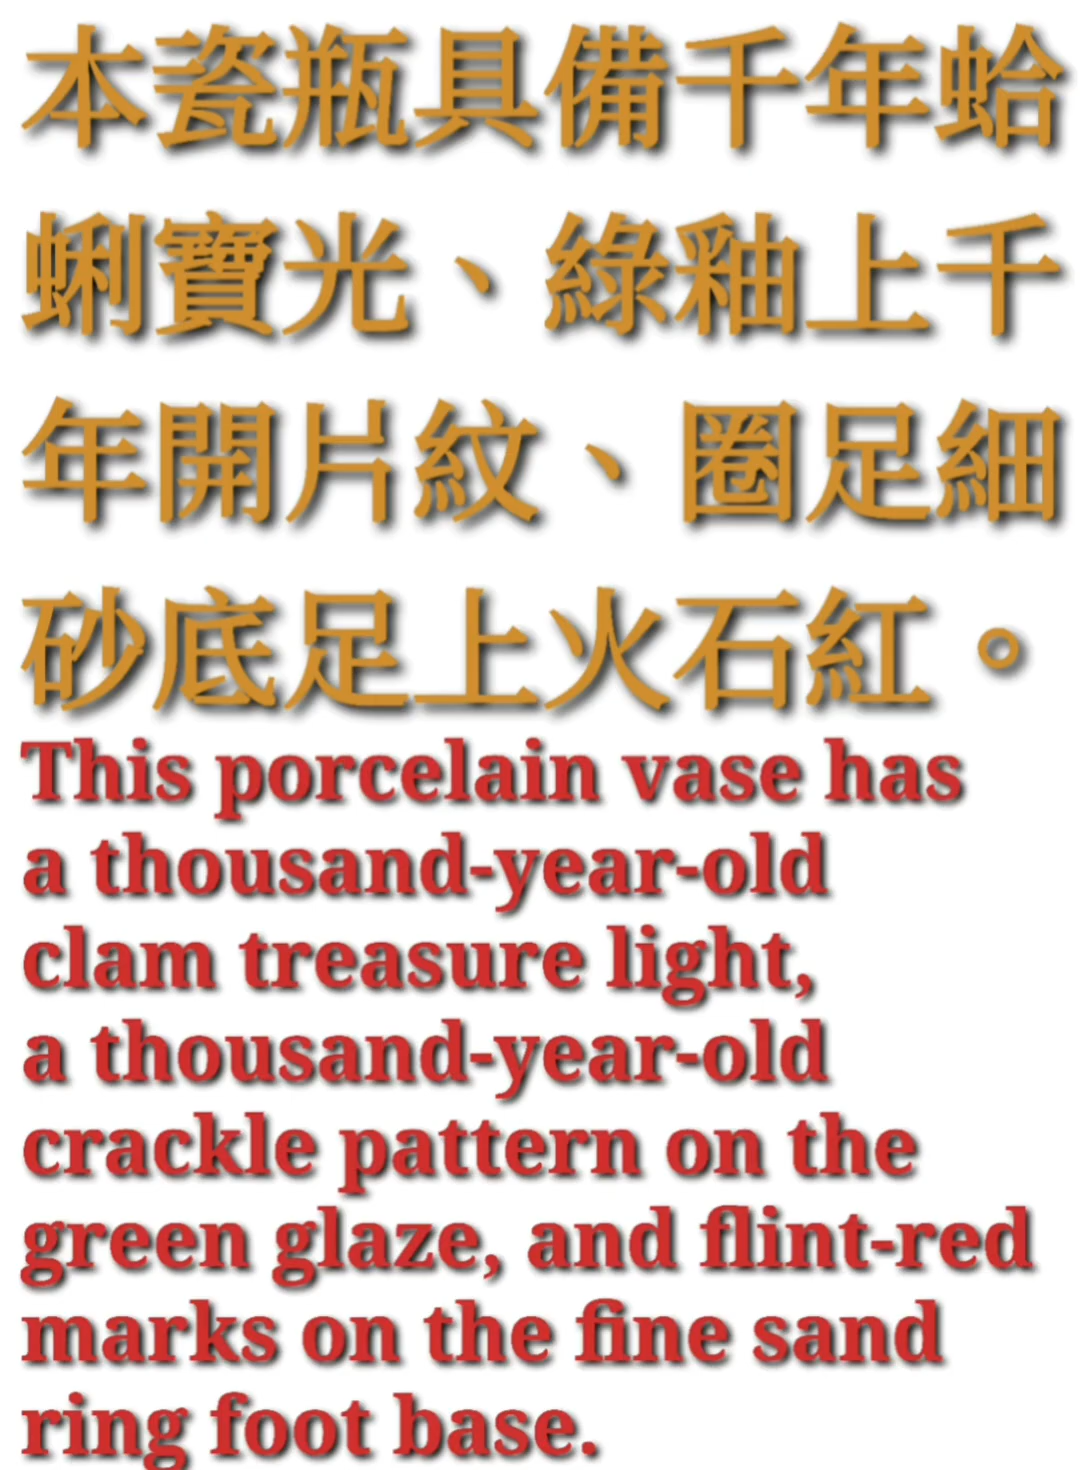 本瓷瓶具備千年蛤
蜊寶光、綠釉上千
年開片紋、圈足細
砂底足上火石紅。
This porcelain vase has
a thousand-year-old
clam treasure light,
a thousand-year-old
crackle pattern on the
green glaze, and flint-red
marks on the fine sand
ring foot base.